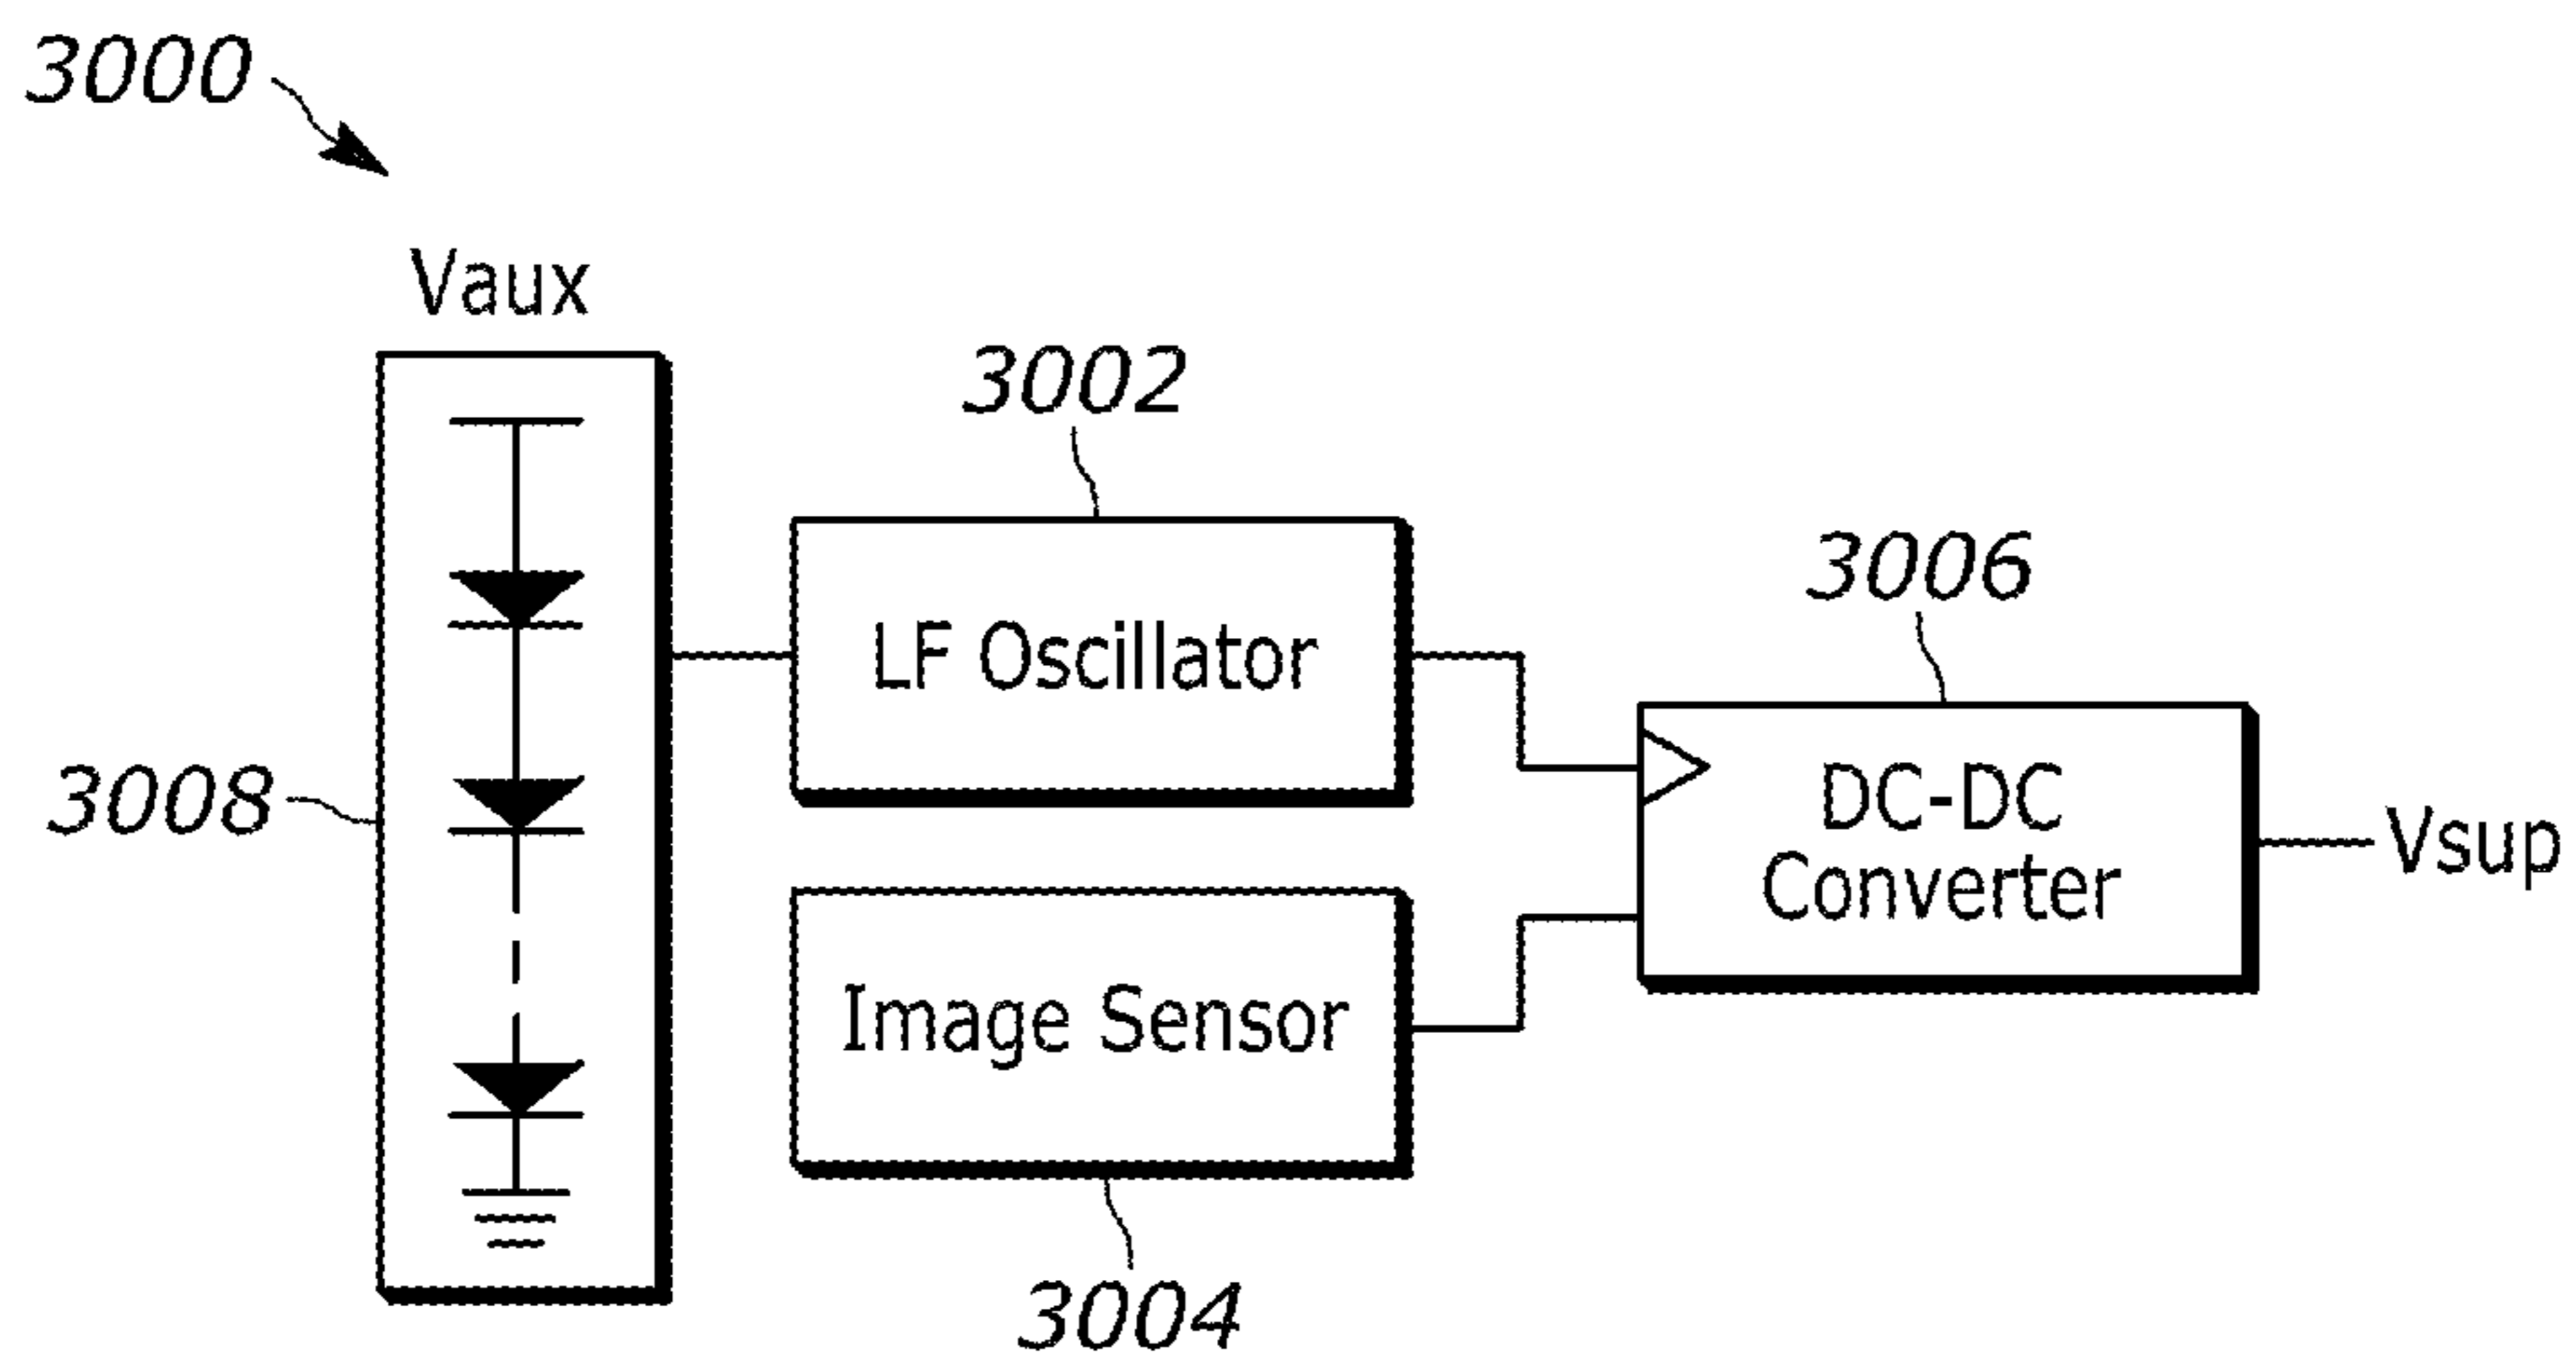 3000
Vaux
3002
LF Oscillator
3006
DC-DC
Converter
Vsup
3008
Image Sensor
3004